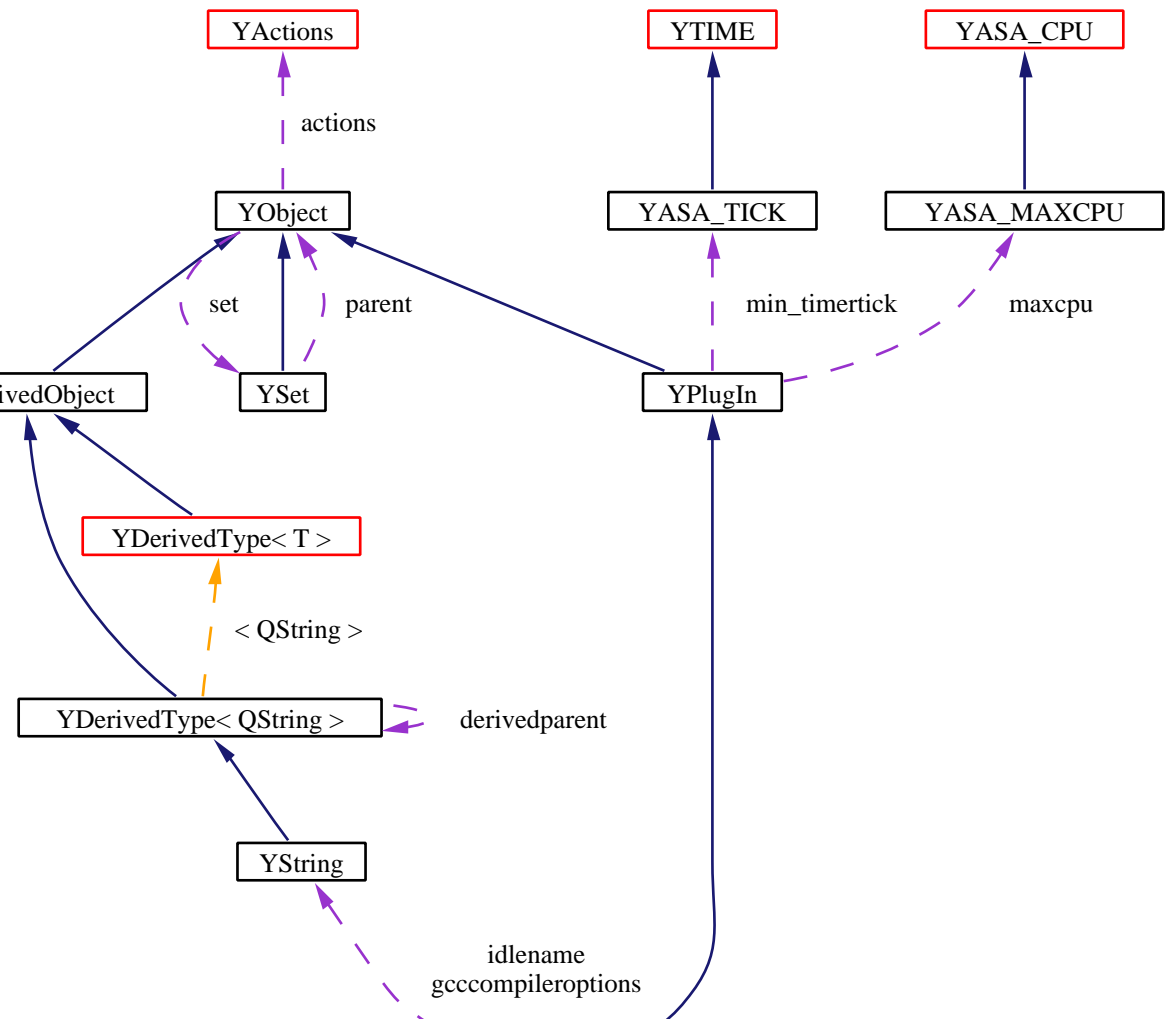 YActions
YTIME
YASA_CPU
actions
YObject
YASA_TICK
YASA_MAXCPU
set
parent
min_timertick
maxcpu
ivedObject
YSet
YPlugIn
YDerivedType< T >
< QString >
YDerivedType< QString >
derivedparent
YString
idlename
gcccompileroptions